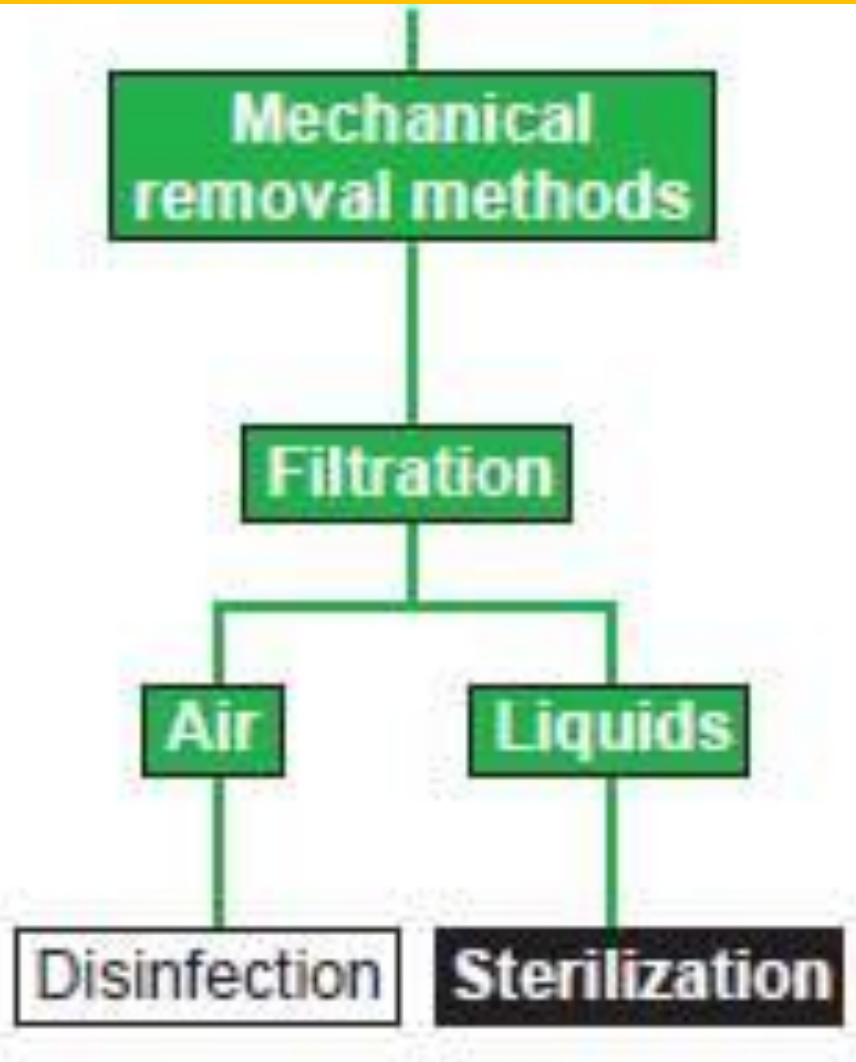 Mechanical
removal methods
Filtration
Air
Liquids
Disinfection
Sterilization